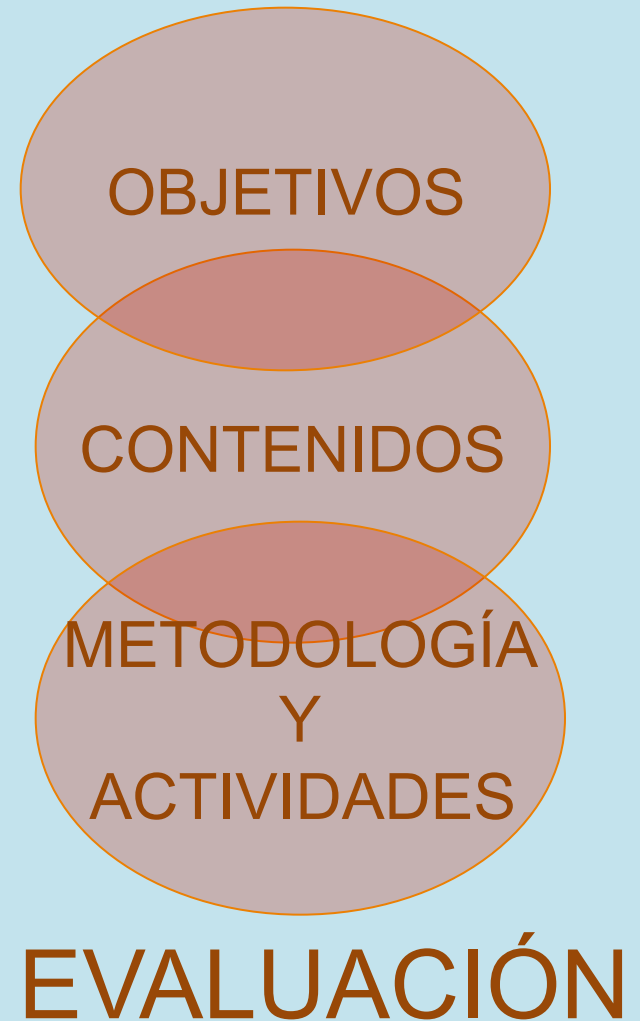 OBJETIVOS
CONTENIDOS
METODOLOGÍA
Y
ACTIVIDADES
EVALUACIÓN